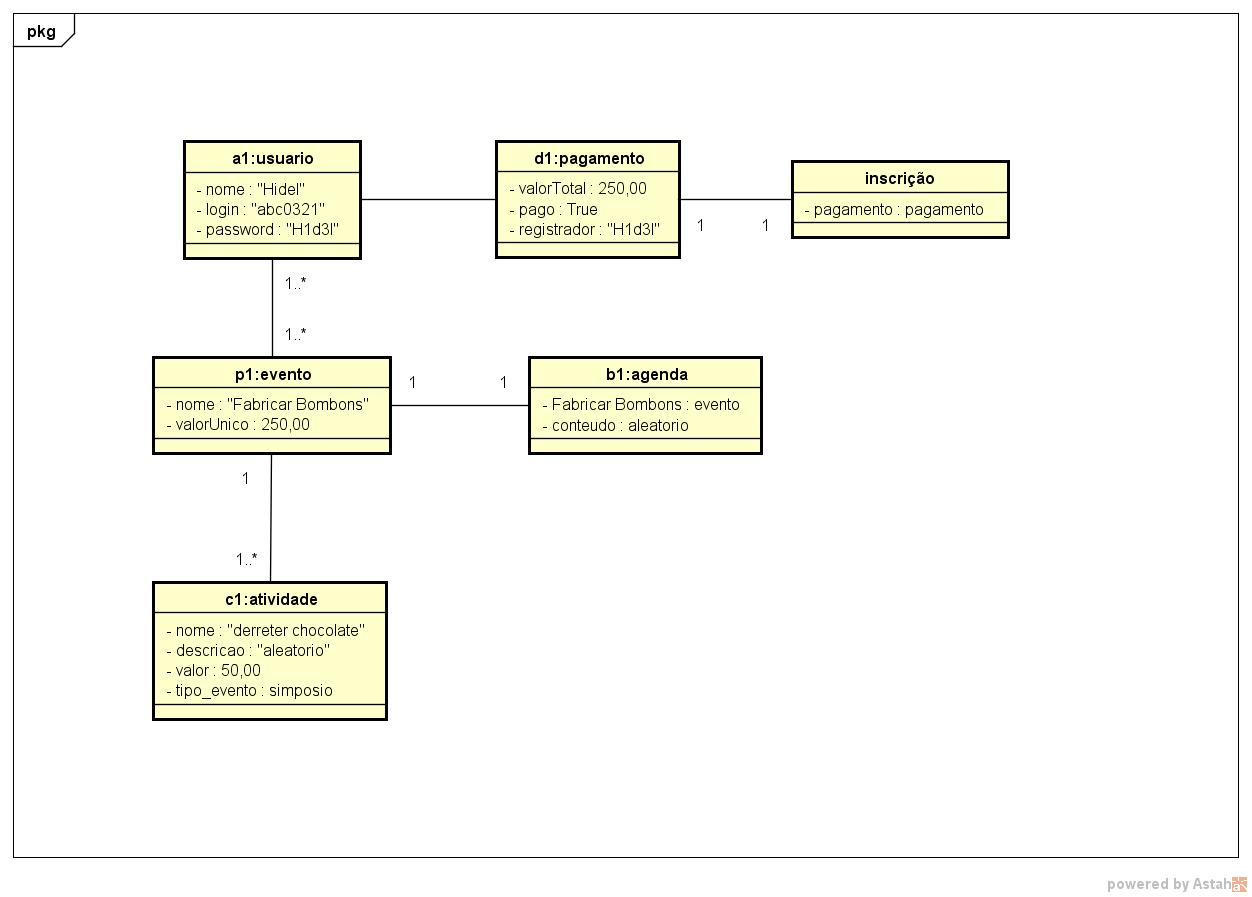 pkg
a1:usuario
- nome : "Hidel"
- login : "abc0321"
- password : "H1d3l"
d1:pagamento
- valorTotal : 250,00
- pago : True
- registrador : "H1d3l"
inscrição
- pagamento : pagamento
1
1
1..*
1..*
p1:evento
- nome : "Fabricar Bombons"
- valorUnico : 250,00
1
1
b1:agenda
- Fabricar Bombons : evento
- conteudo : aleatorio
1
1..*
c1:atividade
- nome : "derreter chocolate"
- descricao : "aleatorio"
- valor : 50,00
- tipo_evento : simposio
powered by Astah